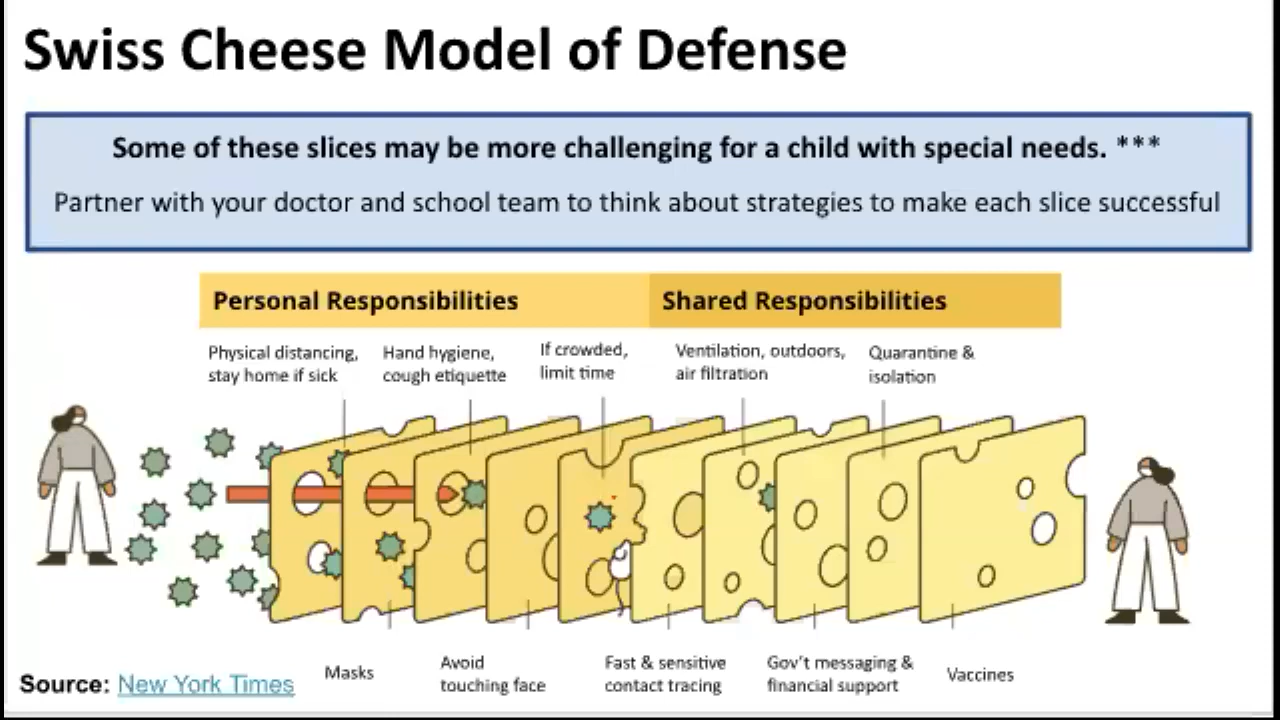 Swiss Cheese Model of Defense
Some of these slices may be more challenging for a child with special needs. ***
Partner with your doctor and school team to think about strategies to make each slice successful
Personal Responsibilities
Shared Responsibilities
Physical distancing,
stay home if sick
Hand hygiene,
cough etiquette
If crowded,
limit time
Ventilation, outdoors,
air filtration
Quarantine &
isolation
Masks
Avoid
touching face
Fast & sensitive
contact tracing
Gov't messaging &
financial support
Vaccines
Source: New York Times